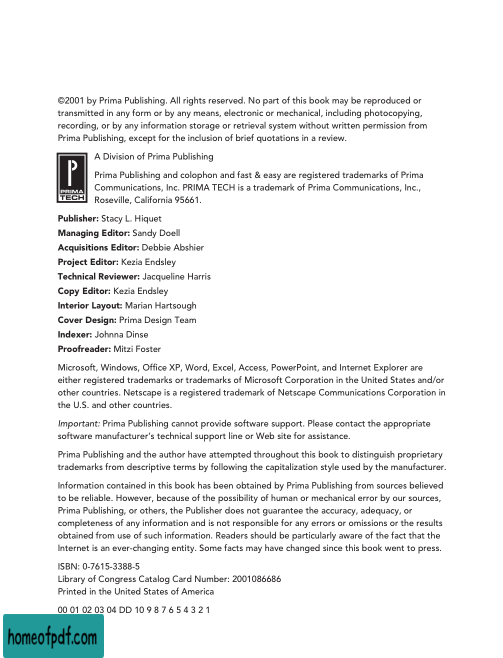 ©2001 by Prima Publishing. All rights reserved. No part of this book may be reproduced or
transmitted in any form or by any means, electronic or mechanical, including photocopying,
recording, or by any information storage or retrieval system without written permission from
Prima Publishing, except for the inclusion of brief quotations in a review.
P
PRIMA
TECH
A Division of Prima Publishing
Prima Publishing and colophon and fast & easy are registered trademarks of Prima
Communications, Inc. PRIMA TECH is a trademark of Prima Communications, Inc.,
Roseville, California 95661.
Publisher: Stacy L. Hiquet
Managing Editor: Sandy Doell
Acquisitions Editor: Debbie Abshier
Project Editor: Kezia Endsley
Technical Reviewer: Jacqueline Harris
Copy Editor: Kezia Endsley
Interior Layout: Marian Hartsough
Cover Design: Prima Design Team
Indexer: Johnna Dinse
Proofreader: Mitzi Foster
Microsoft, Windows, Office XP, Word, Excel, Access, PowerPoint, and Internet Explorer are
either registered trademarks or trademarks of Microsoft Corporation in the United States and/or
other countries. Netscape is a registered trademark of Netscape Communications Corporation in
the U.S. and other countries.
Important: Prima Publishing cannot provide software support. Please contact the appropriate
software manufacturer's technical support line or Web site for assistance.
Prima Publishing and the author have attempted throughout this book to distinguish proprietary
trademarks from descriptive terms by following the capitalization style used by the manufacturer.
Information contained in this book has been obtained by Prima Publishing from sources believed
to be reliable. However, because of the possibility of human or mechanical error by our sources,
Prima Publishing, or others, the Publisher does not guarantee the accuracy, adequacy, or
completeness of any information and is not responsible for any errors or omissions or the results
obtained from use of such information. Readers should be particularly aware of the fact that the
Internet is an ever-changing entity. Some facts may have changed since this book went to press.
ISBN: 0-7615-3388-5
Library of Congress Catalog Card Number: 2001086686
Printed in the United States of America
00 01 02 03 04 DD 10 9 8 7 6 5 4 3 2 1
homeofpdf.com